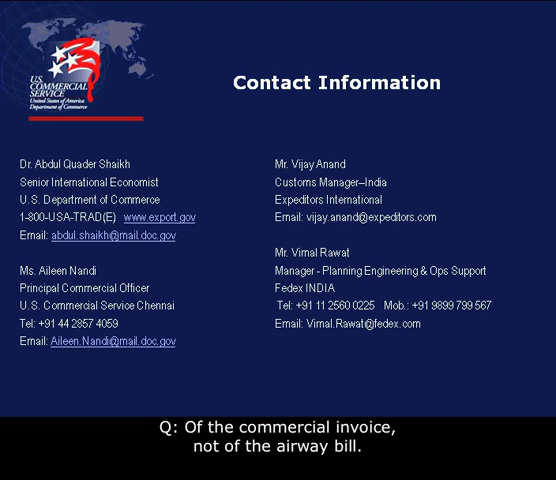 U.S.
COMMERCIAL
SERVICE
United States of America
Department of Commerce
Contact Information
Dr. Abdul Quader Shaikh
Senior International Economist
U.S. Department of Commerce
1-800-USA-TRAD(E) www.export.gov
Email: abdul.shaikh@mail.doc.gov
Ms. Aileen Nandi
Principal Commercial Officer
U.S. Commercial Service Chennai
Tel: +91 44 2857 4059
Email: Aileen.Nandi@mail.doc.gov
Mr. Vijay Anand
Customs Manager–India
Expeditors International
Email: vijay.anand@expeditors.com
Mr. Vimal Rawat
Manager - Planning Engineering & Ops Support
Fedex INDIA
Tel: +91 11 2560 0225 Mob.: +91 9899 799 567
Email: Vimal.Rawat@fedex.com
Q: Of the commercial invoice,
not of the airway bill.